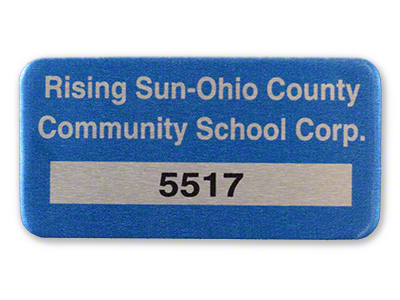 Rising Sun-Ohio County
Community School Corp.
5517